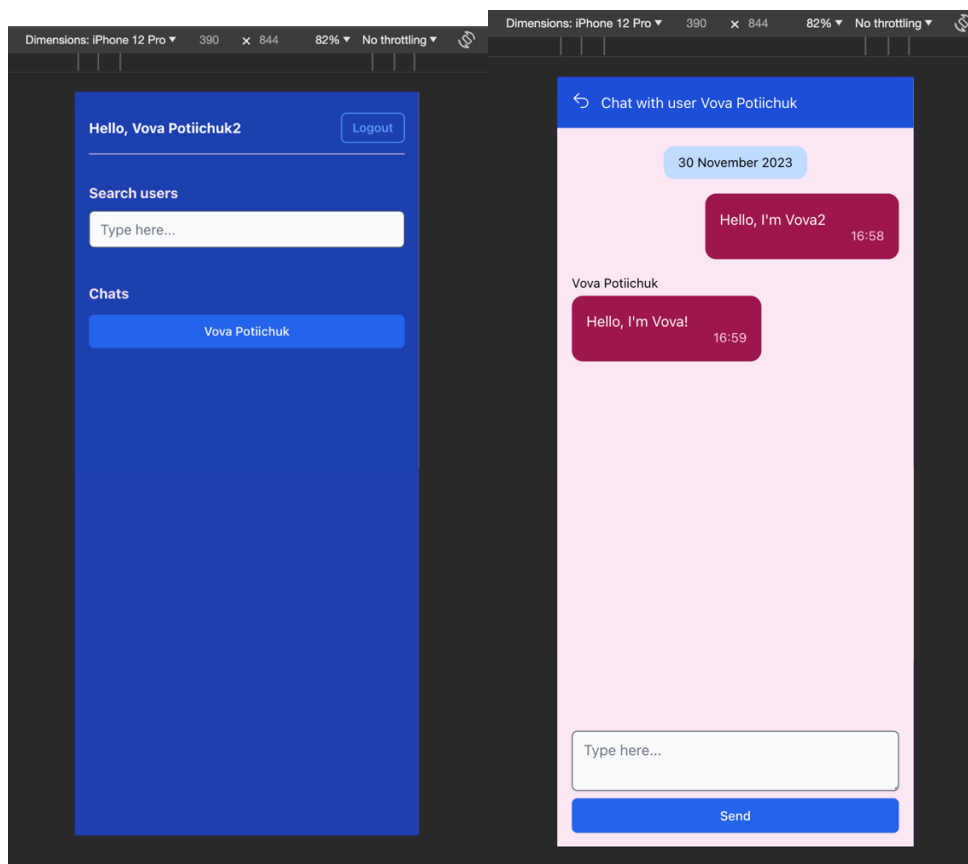 Dimensions: iPhone 12 Pro ▼ 390 × 844 82% ▼ No throttling ▼
Hello, Vova Potiichuk2 Logout
Search users
Type here...
Chats
Vova Potiichuk
Dimensions: iPhone 12 Pro ▼ 390 × 844 82% ▼ No throttling ▼
Chat with user Vova Potiichuk
30 November 2023
Hello, I'm Vova2
16:58
Vova Potiichuk
Hello, I'm Vova!
16:59
Type here...
Send